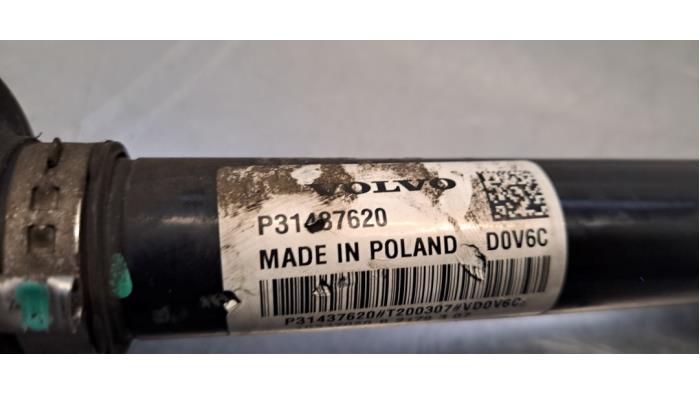 VOLVO
P31437620
MADE IN POLAND D0V6C
P31437620#T200307#VD0V6C